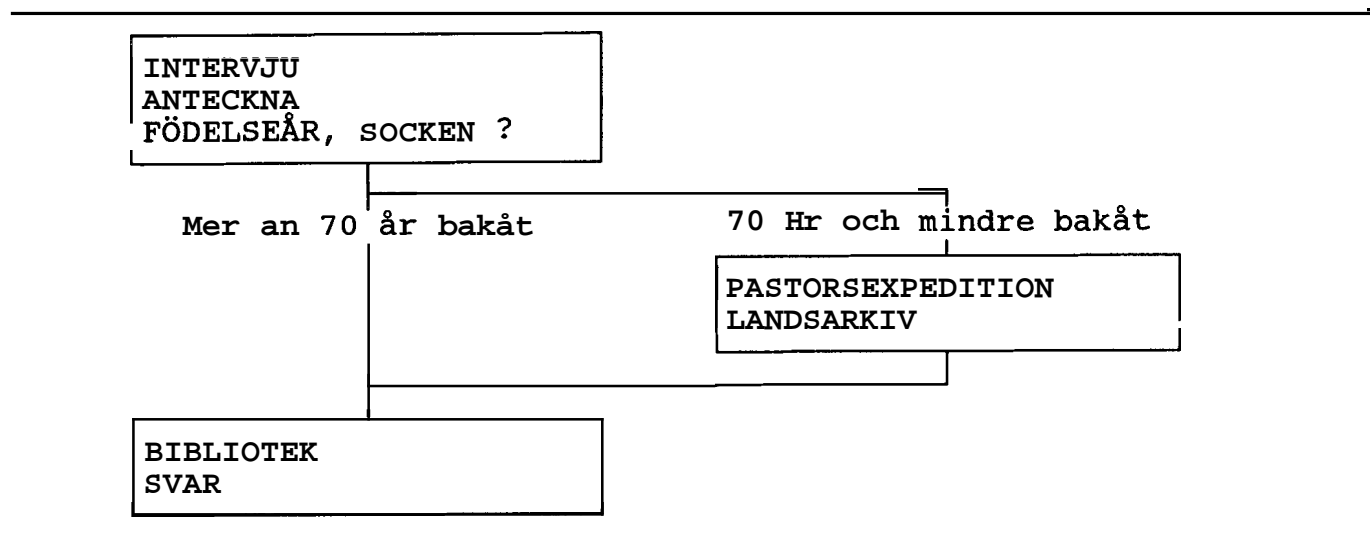 INTERVJU
ANTECKNA
FÖDELSEÅR, SOCKEN ?
Mer an 70 år bakåt
70 Hr och mindre bakåt
PASTORSEXPEDITION
LANDSARKIV
BIBLIOTEK
SVAR